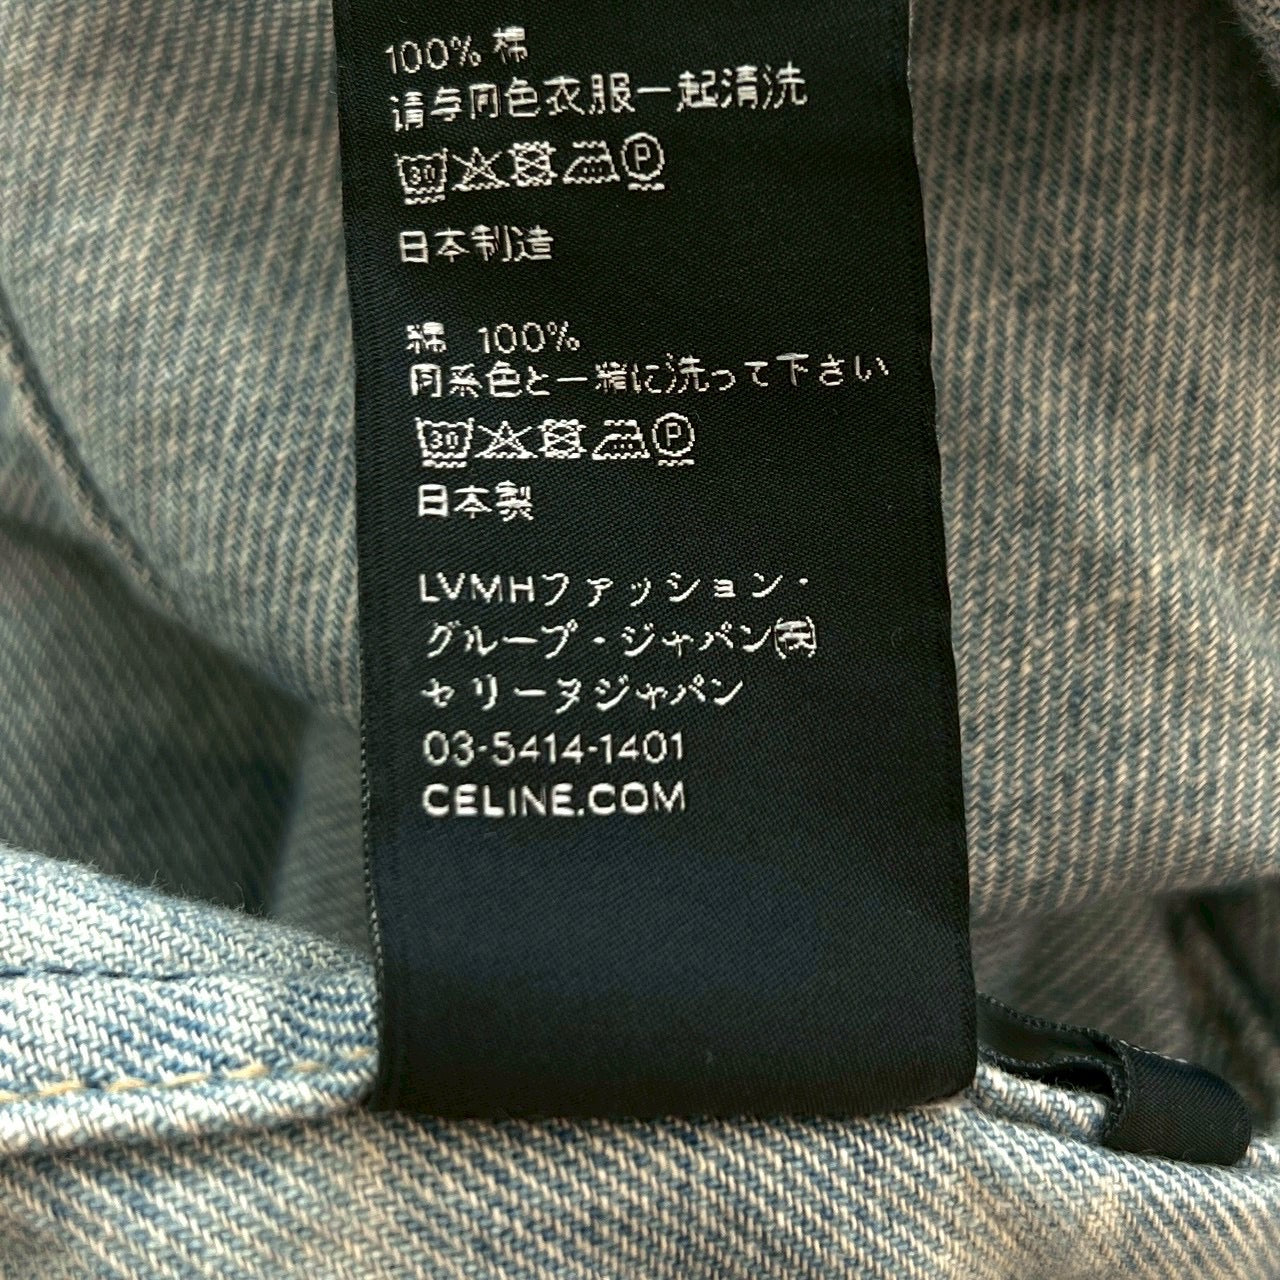 100% 棉
请与同色衣服一起清洗
30 P
日本制造
綿 100%
同系色と一緒に洗って下さい
30 P
日本製
LVMHファッション・
グループ・ジャパン㈱
セリーヌジャパン
03-5414-1401
CELINE.COM